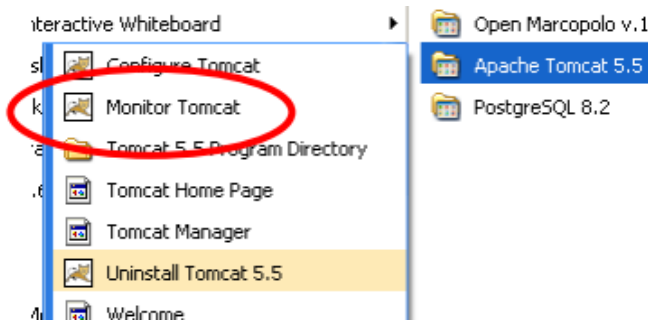 nteractive Whiteboard
Configure Tomcat
Monitor Tomcat
Tomcat 5.5 Program Directory
Tomcat Home Page
Tomcat Manager
Uninstall Tomcat 5.5
Welcome
Open Marcopolo v.1
Apache Tomcat 5.5
PostgreSQL 8.2